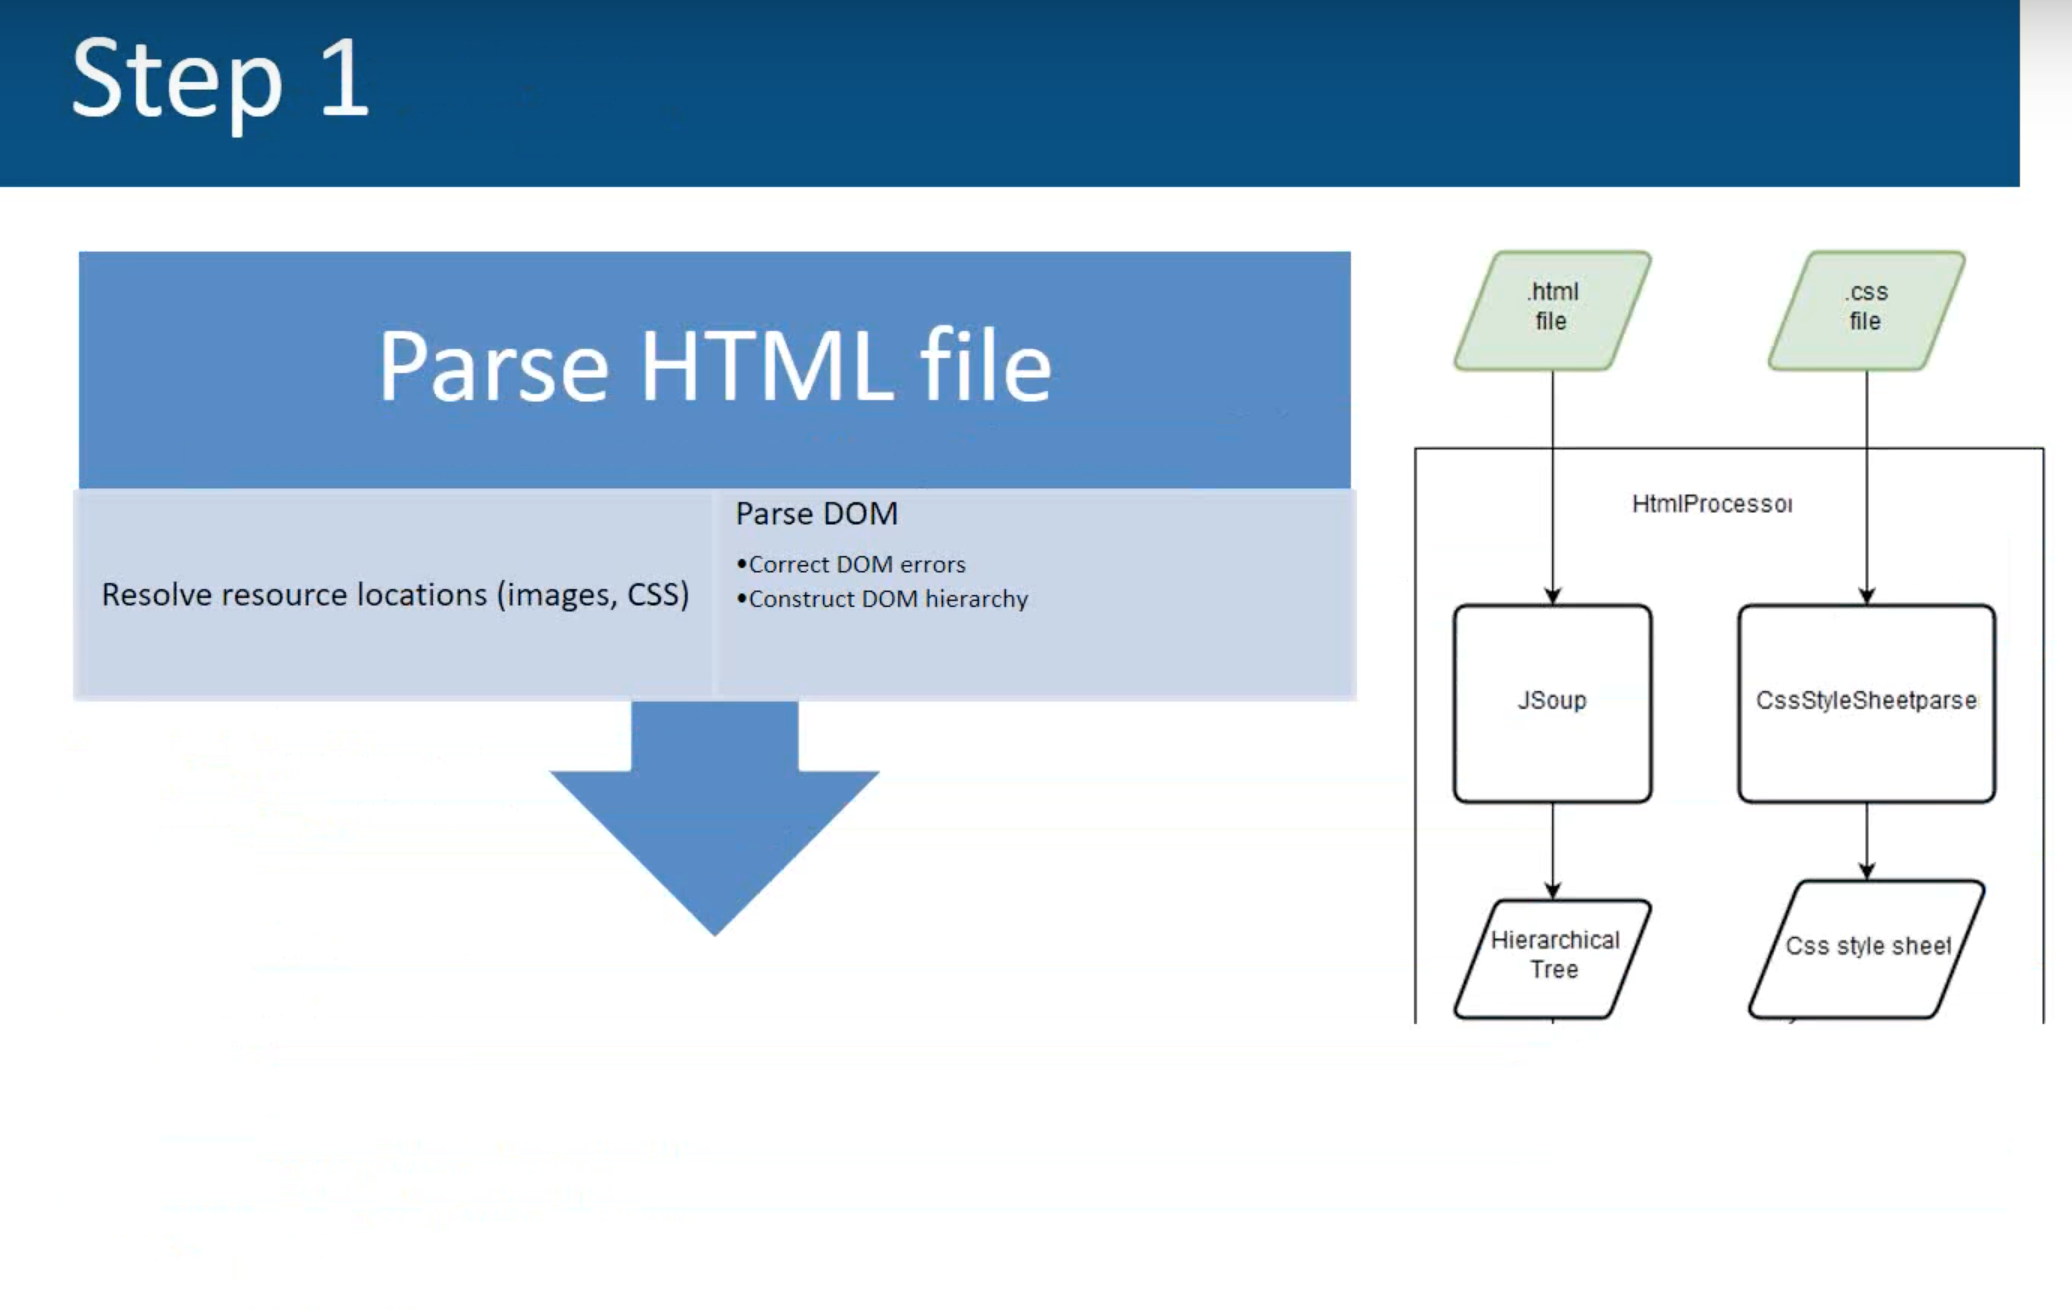 Step 1
Parse HTML file
Resolve resource locations (images, CSS)
Parse DOM
•Correct DOM errors
•Construct DOM hierarchy
.html
file
.css
file
HtmlProcessor
JSoup
CssStyleSheetparse
Hierarchical
Tree
Css style sheet